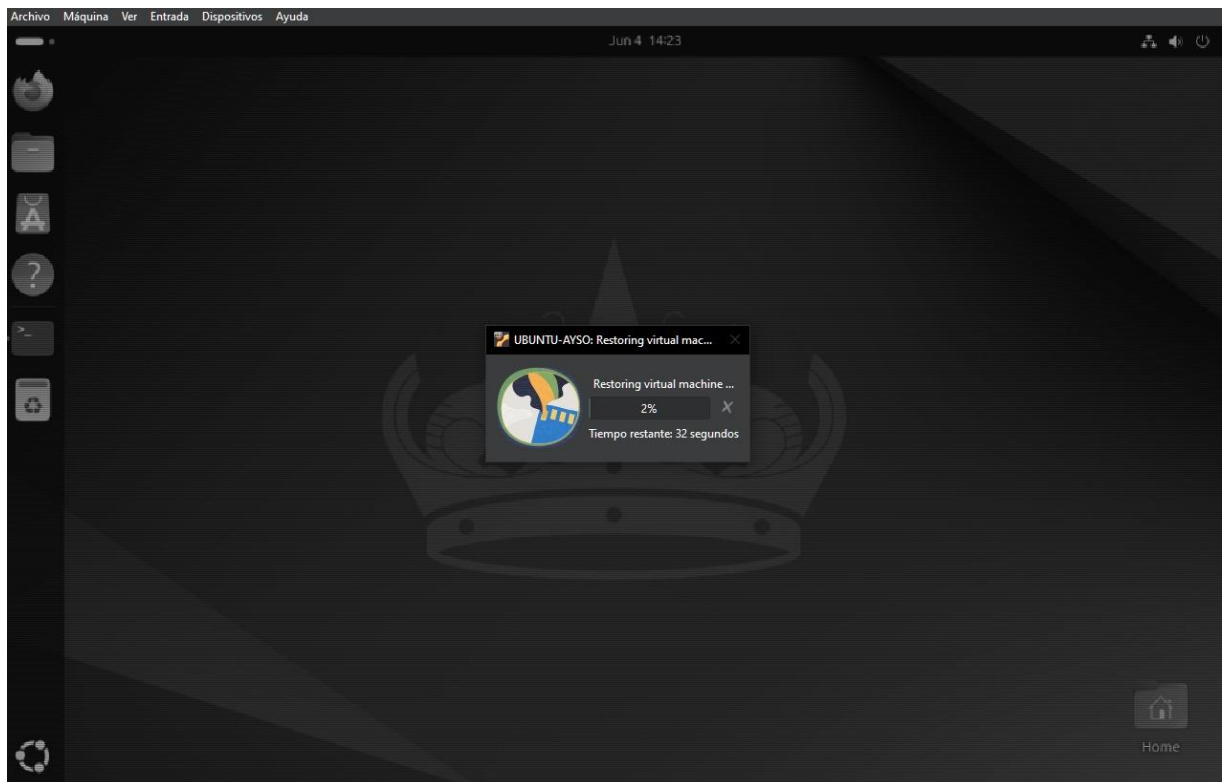 Archivo Máquina Ver Entrada Dispositivos Ayuda
Jun 4 14:23
UBUNTU-AYSO: Restoring virtual mac...
Restoring virtual machine ...
2%
Tiempo restante: 32 segundos
Home